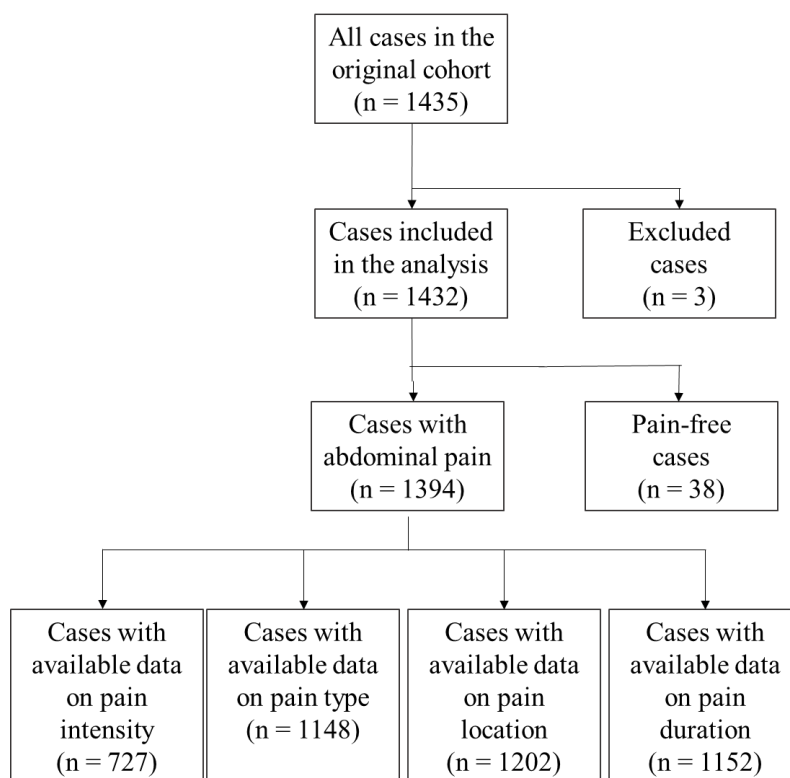 All cases in the
original cohort
(n = 1435)
Cases included
in the analysis
(n = 1432)
Excluded
cases
(n = 3)
Cases with
abdominal pain
(n = 1394)
Pain-free
cases
(n = 38)
Cases with
available data
on pain
intensity
(n = 727)
Cases with
available data
on pain type
(n = 1148)
Cases with
available data
on pain
location
(n = 1202)
Cases with
available data
on pain
duration
(n = 1152)